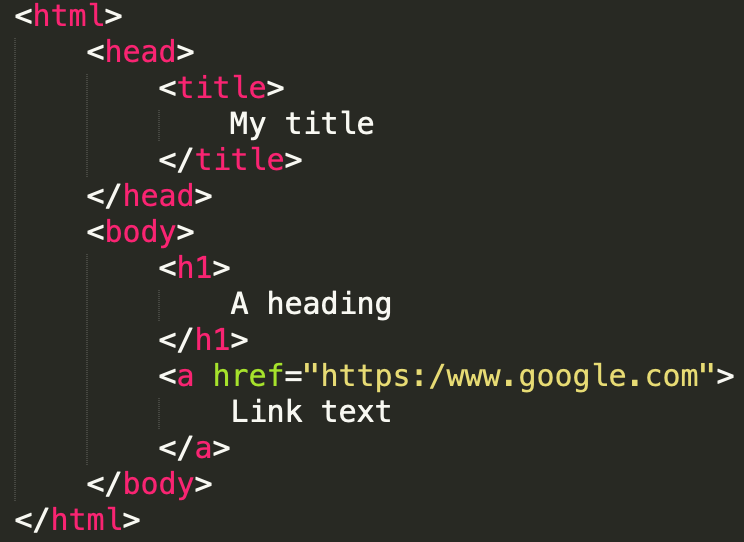 <html>
    <head>
        <title>
            My title
        </title>
    </head>
    <body>
        <h1>
            A heading
        </h1>
        <a href="https:/www.google.com">
            Link text
        </a>
    </body>
</html>